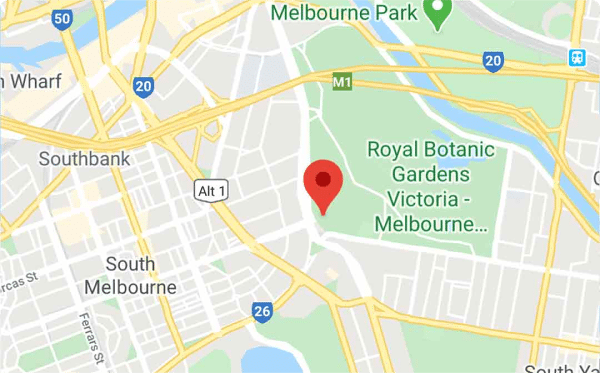 50
Melbourne Park
20
n Wharf
20
M1
Southbank
Royal Botanic
Gardens
Victoria -
Melbourne...
Alt 1
South
Melbourne
rcas St
Ferrars St
26
20
South Ya